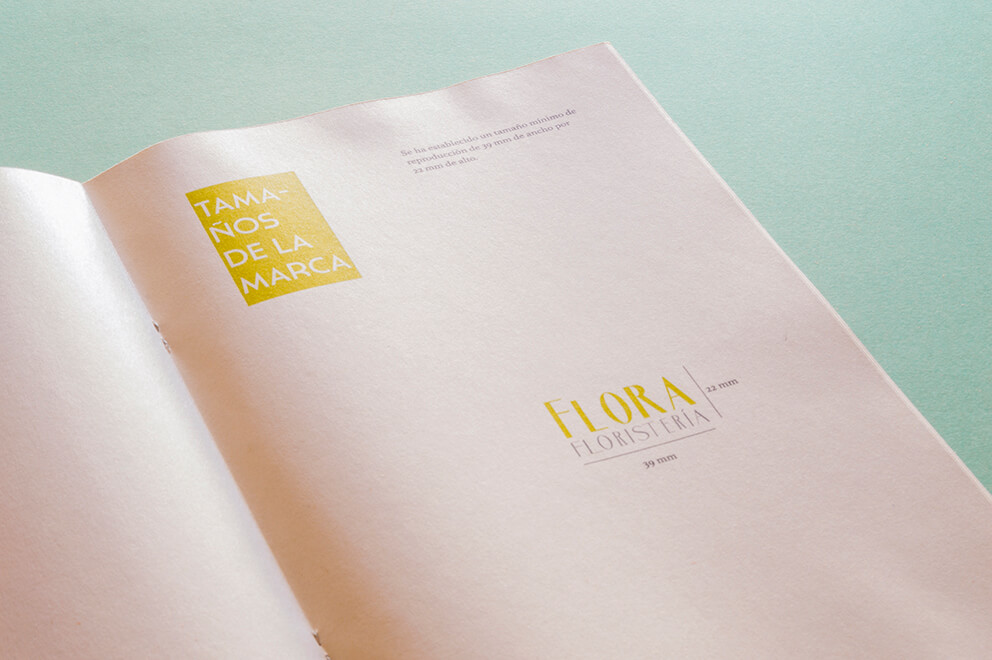 TAMA-
ÑOS
DE LA
MARCA
Se ha establecido un tamaño mínimo de
reproducción de 39 mm de ancho por
22 mm de alto.
FLORA
FLORISTERÍA
22 mm
39 mm